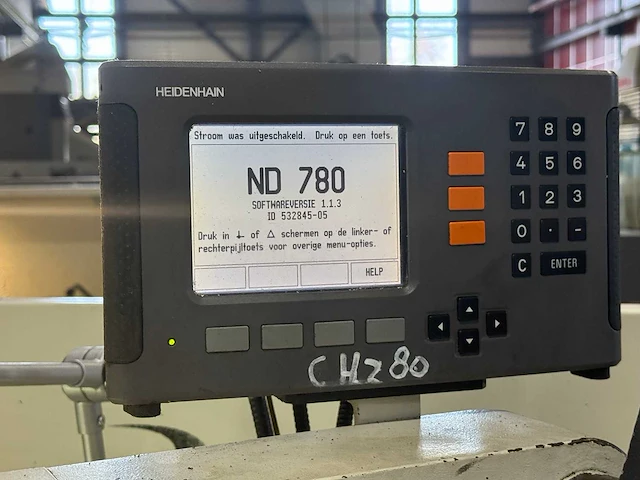 HEIDENHAIN
Stroom was uitgeschakeld. Druk op een toets.
ND 780
SOFTWAREVERSIE 1.1.3
ID 532845-05
Druk in ⟂ of △ schermen op de linker- of
rechterpijltoets voor overige menu-opties.
HELP
7 8 9
4 5 6
1 2 3
0 . -
C ENTER
CHz80